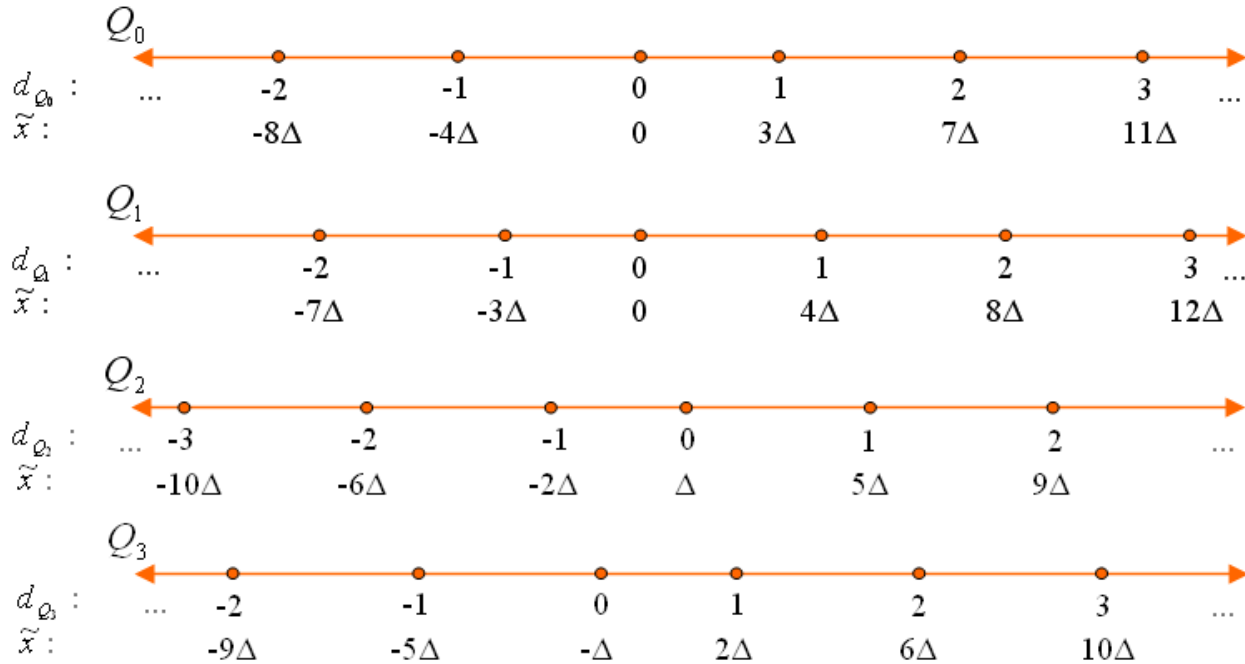 Q₀
d_Q₀ : ... -2 -1 0 1 2 3 ...
x̃ : -8Δ -4Δ 0 3Δ 7Δ 11Δ
Q₁
d_Q₁ : ... -2 -1 0 1 2 3 ...
x̃ : -7Δ -3Δ 0 4Δ 8Δ 12Δ
Q₂
d_Q₂ : ... -3 -2 -1 0 1 2 ...
x̃ : -10Δ -6Δ -2Δ Δ 5Δ 9Δ
Q₃
d_Q₃ : ... -2 -1 0 1 2 3 ...
x̃ : -9Δ -5Δ -Δ 2Δ 6Δ 10Δ